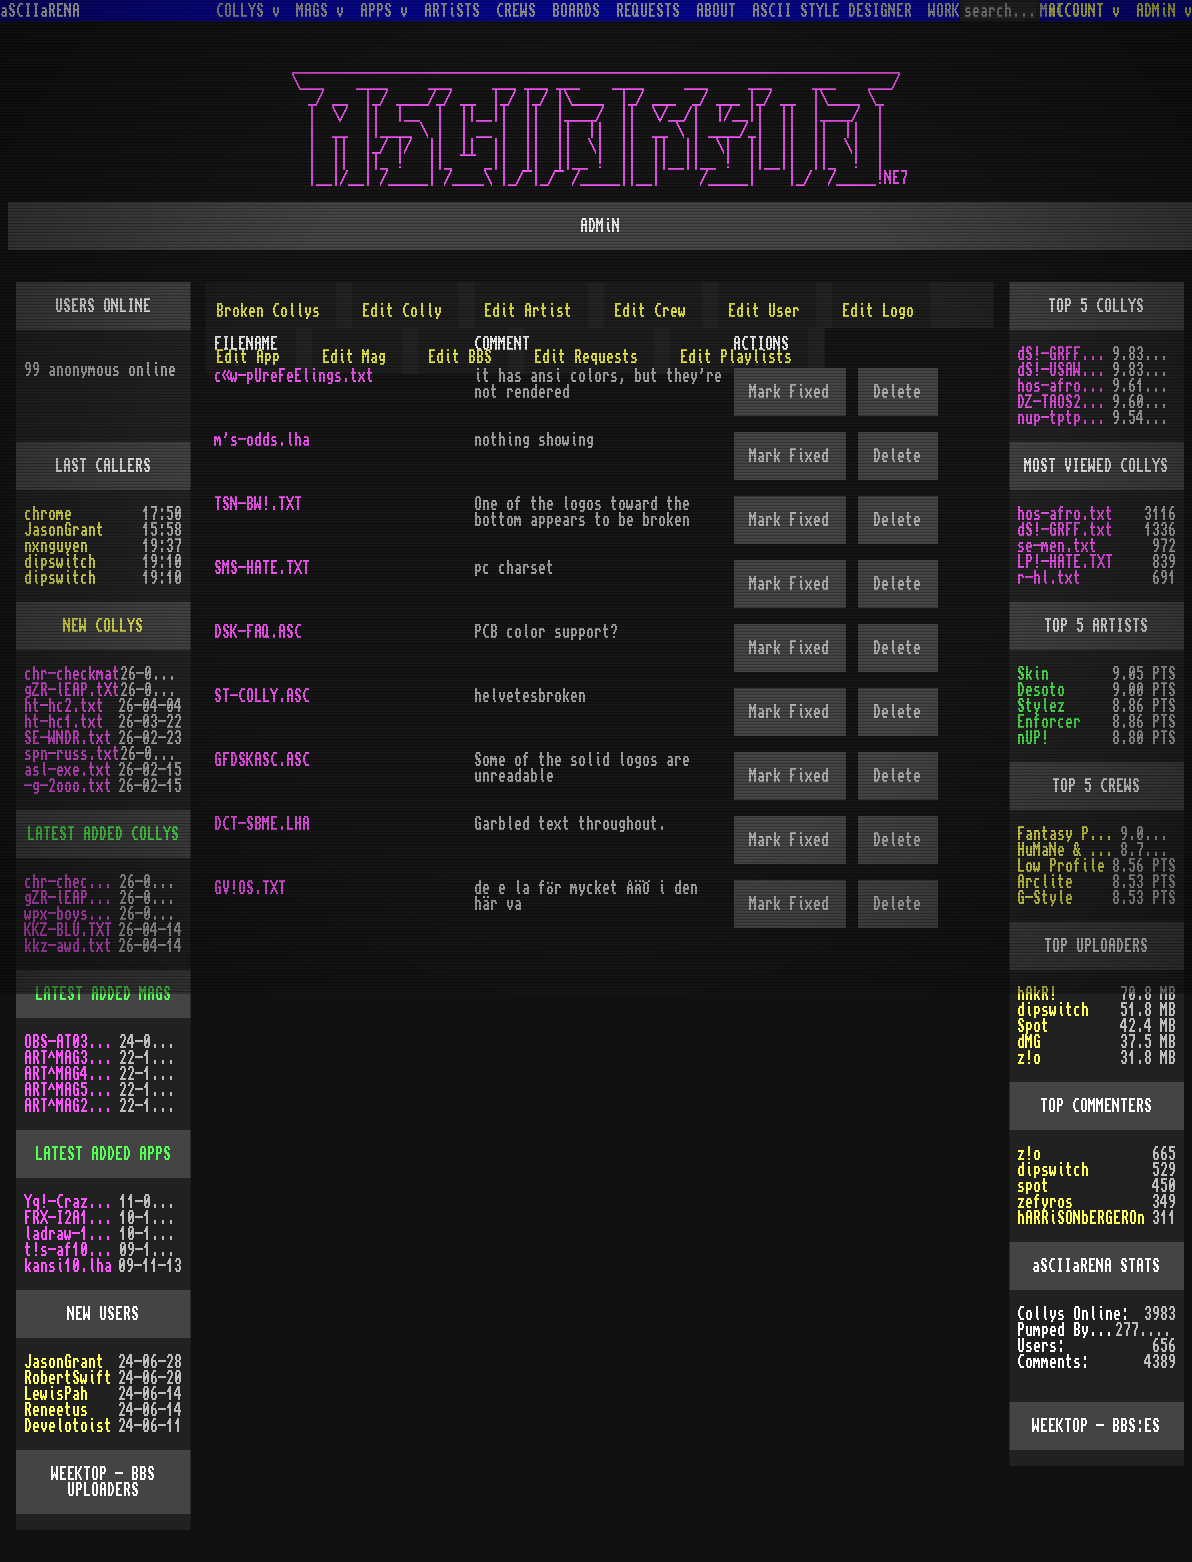 aSCIIaRENA COLLYS v MAGS v APPS v ARTiSTS CREWS BOARDS REQUESTS ABOUT ASCII STYLE DESIGNER WORK search... ACCOUNT v ADMiN v
!NE7
ADMiN
USERS ONLINE
99 anonymous online
LAST CALLERS
chrome 17:50
JasonGrant 15:58
nxnguyen 19:37
dipswitch 19:10
dipswitch 19:10
NEW COLLYS
chr-checkmat26-0...
gZR-lEAP.tXt26-0...
ht-hc2.txt 26-04-04
ht-hc1.txt 26-03-22
SE-WNDR.txt 26-02-23
spn-russ.txt26-0...
asl-exe.txt 26-02-15
-g-2ooo.txt 26-02-15
LATEST ADDED COLLYS
chr-chec... 26-0...
gZR-lEAP... 26-0...
wpx-boys... 26-0...
KKZ-BLU.TXT 26-04-14
kkz-awd.txt 26-04-14
LATEST ADDED MAGS
OBS-AT03... 24-0...
ART^MAG3... 22-1...
ART^MAG4... 22-1...
ART^MAG5... 22-1...
ART^MAG2... 22-1...
LATEST ADDED APPS
Yq!-Craz... 11-0...
FRX-I2A1... 10-1...
ladraw-1... 10-1...
t!s-af10... 09-1...
kansi10.lha 09-11-13
NEW USERS
JasonGrant 24-06-28
RobertSwift 24-06-20
LewisPah 24-06-14
Reneetus 24-06-14
Develotoist 24-06-11
WEEKTOP - BBS
UPLOADERS
Broken Collys Edit Colly Edit Artist Edit Crew Edit User Edit Logo
FILENAME COMMENT ACTIONS
Edit App Edit Mag Edit BBS Edit Requests Edit Playlists
c«w-pUreFeElings.txt it has ansi colors, but they're
not rendered
Mark Fixed Delete
m's-odds.lha nothing showing
Mark Fixed Delete
TSN-BW!.TXT One of the logos toward the
bottom appears to be broken
Mark Fixed Delete
SMS-HATE.TXT pc charset
Mark Fixed Delete
DSK-FAQ.ASC PCB color support?
Mark Fixed Delete
ST-COLLY.ASC helvetesbroken
Mark Fixed Delete
GFDSKASC.ASC Some of the solid logos are
unreadable
Mark Fixed Delete
DCT-SBME.LHA Garbled text throughout.
Mark Fixed Delete
GV!OS.TXT de e la för mycket ÅÄÖ i den
här va
Mark Fixed Delete
TOP 5 COLLYS
dS!-GRFF... 9.83...
dS!-USAW... 9.83...
hos-afro... 9.61...
DZ-TAOS2... 9.60...
nup-tptp... 9.54...
MOST VIEWED COLLYS
hos-afro.txt 3116
dS!-GRFF.txt 1336
se-men.txt 972
LP!-HATE.TXT 839
r-hl.txt 691
TOP 5 ARTISTS
Skin 9.05 PTS
Desoto 9.00 PTS
Stylez 8.86 PTS
Enforcer 8.86 PTS
nUP! 8.80 PTS
TOP 5 CREWS
Fantasy P... 9.0...
HuMaNe & ... 8.7...
Low Profile 8.56 PTS
Arclite 8.53 PTS
G-Style 8.53 PTS
TOP UPLOADERS
hAkR! 70.8 MB
dipswitch 51.8 MB
Spot 42.4 MB
dMG 37.5 MB
z!o 31.8 MB
TOP COMMENTERS
z!o 665
dipswitch 529
spot 450
zefyros 349
hARRiSONbERGEROn 311
aSCIIaRENA STATS
Collys Online: 3983
Pumped By...277....
Users: 656
Comments: 4389
WEEKTOP - BBS:ES